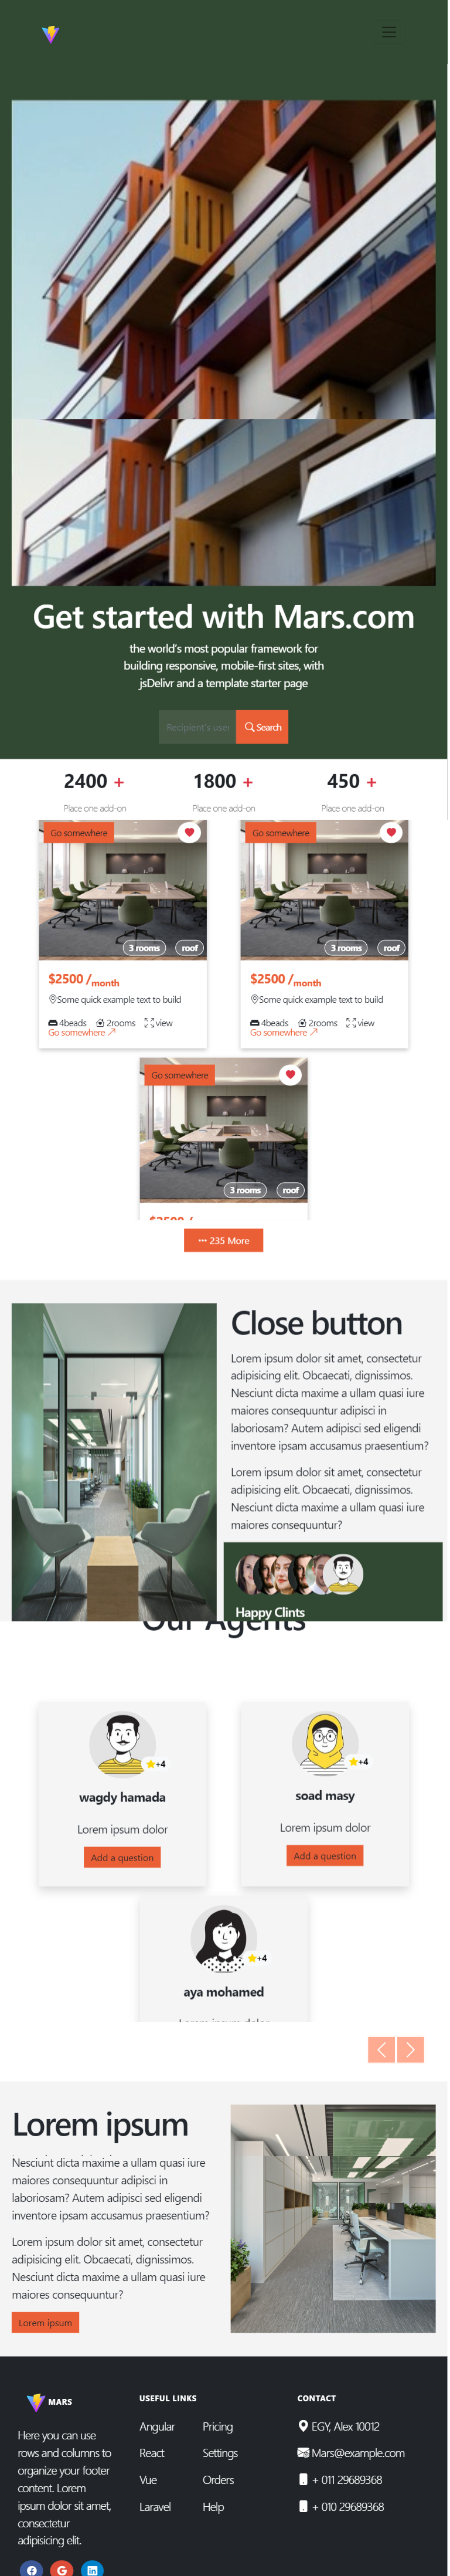 Get started with Mars.com
the world's most popular framework for
building responsive, mobile-first sites, with
jsDelivr and a template starter page
Recipient's user
Search
2400 +
1800 +
450 +
Place one add-on
Place one add-on
Place one add-on
Go somewhere
3 rooms
roof
$2500 /month
Some quick example text to build
4beads 2rooms view
Go somewhere
Go somewhere
3 rooms
roof
$2500 /month
Some quick example text to build
4beads 2rooms view
Go somewhere
Go somewhere
3 rooms
roof
$2500 /
235 More
Close button
Lorem ipsum dolor sit amet, consectetur
adipisicing elit. Obcaecati, dignissimos.
Nesciunt dicta maxime a ullam quasi iure
maiores consequuntur adipisci in
laboriosam? Autem adipisci sed eligendi
inventore ipsam accusamus praesentium?
Lorem ipsum dolor sit amet, consectetur
adipisicing elit. Obcaecati, dignissimos.
Nesciunt dicta maxime a ullam quasi iure
maiores consequuntur?
Happy Clints
Our Agents
+4
wagdy hamada
Lorem ipsum dolor
Add a question
+4
soad masy
Lorem ipsum dolor
Add a question
+4
aya mohamed
Lorem ipsum dolor
Lorem ipsum
Nesciunt dicta maxime a ullam quasi iure
maiores consequuntur adipisci in
laboriosam? Autem adipisci sed eligendi
inventore ipsam accusamus praesentium?
Lorem ipsum dolor sit amet, consectetur
adipisicing elit. Obcaecati, dignissimos.
Nesciunt dicta maxime a ullam quasi iure
maiores consequuntur?
Lorem ipsum
MARS
Here you can use
rows and columns to
organize your footer
content. Lorem
ipsum dolor sit amet,
consectetur
adipisicing elit.
USEFUL LINKS
Angular
React
Vue
Laravel
Pricing
Settings
Orders
Help
CONTACT
EGY, Alex 10012
Mars@example.com
+ 011 29689368
+ 010 29689368